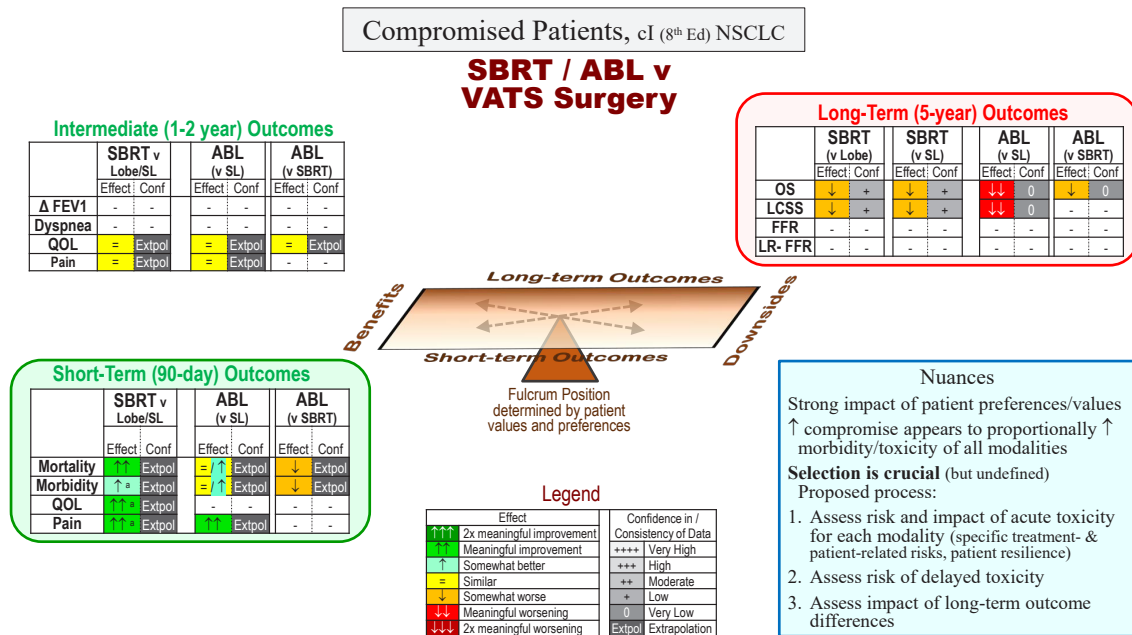 Compromised Patients, cI (8th Ed) NSCLC
SBRT / ABL v
VATS Surgery
Intermediate (1-2 year) Outcomes
SBRT v ABL ABL
Lobe/SL (v SL) (v SBRT)
Effect Conf Effect Conf Effect Conf
Δ FEV1 - - - - - -
Dyspnea - - - - - -
QOL = Extpol = Extpol = Extpol
Pain = Extpol = Extpol - -
Long-Term (5-year) Outcomes
SBRT SBRT ABL ABL
(v Lobe) (v SL) (v SL) (v SBRT)
Effect Conf Effect Conf Effect Conf Effect Conf
OS ↓ + ↓ + ↓↓ 0 ↓ 0
LCSS ↓ + ↓ + ↓↓ 0 - -
FFR - - - - - - - -
LR- FFR - - - - - - - -
Long-term Outcomes
Benefits
Downsides
Short-term Outcomes
Fulcrum Position
determined by patient
values and preferences
Short-Term (90-day) Outcomes
SBRT v ABL ABL
Lobe/SL (v SL) (v SBRT)
Effect Conf Effect Conf Effect Conf
Mortality ↑↑ Extpol = / ↑ Extpol ↓ Extpol
Morbidity ↑ a Extpol = / ↑ Extpol ↓ Extpol
QOL ↑↑ a Extpol - - - -
Pain ↑↑ a Extpol ↑↑ Extpol - -
Legend
Effect Confidence in /
Consistency of Data
↑↑↑ 2x meaningful improvement
↑↑ Meaningful improvement ++++ Very High
↑ Somewhat better +++ High
= Similar ++ Moderate
↓ Somewhat worse + Low
↓↓ Meaningful worsening 0 Very Low
↓↓↓ 2x meaningful worsening Extpol Extrapolation
Nuances
Strong impact of patient preferences/values
↑ compromise appears to proportionally ↑
morbidity/toxicity of all modalities
Selection is crucial (but undefined)
Proposed process:
1. Assess risk and impact of acute toxicity
for each modality (specific treatment- &
patient-related risks, patient resilience)
2. Assess risk of delayed toxicity
3. Assess impact of long-term outcome
differences